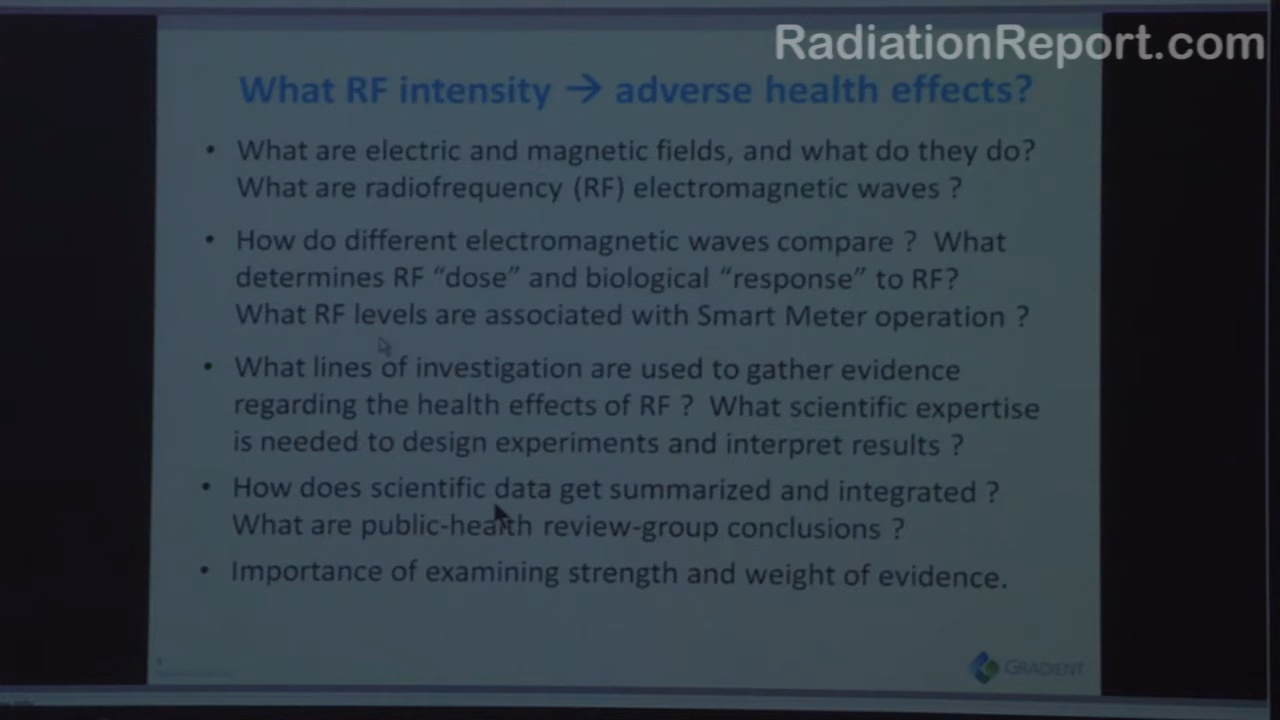 RadiationReport.com
What RF intensity → adverse health effects?
• What are electric and magnetic fields, and what do they do?
What are radiofrequency (RF) electromagnetic waves ?
• How do different electromagnetic waves compare ? What
determines RF “dose” and biological “response” to RF?
What RF levels are associated with Smart Meter operation ?
• What lines of investigation are used to gather evidence
regarding the health effects of RF ? What scientific expertise
is needed to design experiments and interpret results ?
• How does scientific data get summarized and integrated ?
What are public-health review-group conclusions ?
• Importance of examining strength and weight of evidence.
GRADIENT